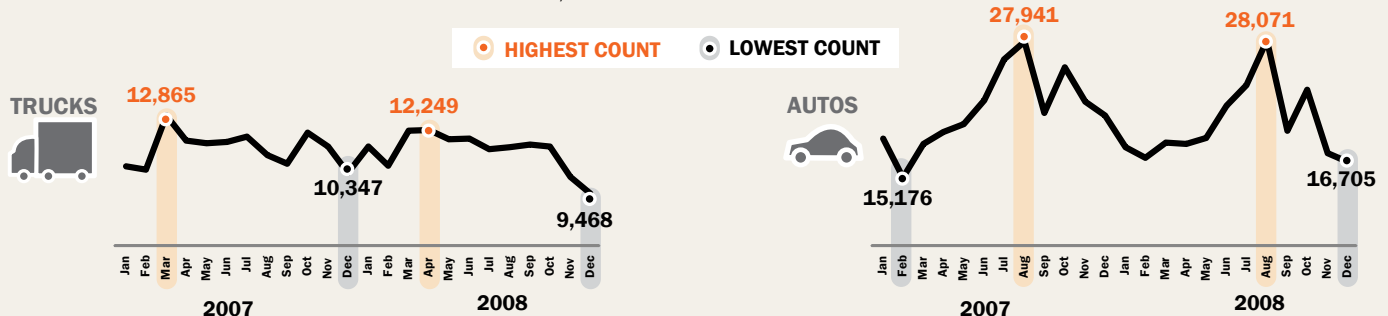 HIGHEST COUNT
LOWEST COUNT
TRUCKS
12,865
12,249
10,347
9,468
Jan Feb Mar Apr May Jun Jul Aug Sep Oct Nov Dec Jan Feb Mar Apr May Jun Jul Aug Sep Oct Nov Dec
2007 2008
AUTOS
27,941
28,071
15,176
16,705
Jan Feb Mar Apr May Jun Jul Aug Sep Oct Nov Dec Jan Feb Mar Apr May Jun Jul Aug Sep Oct Nov Dec
2007 2008